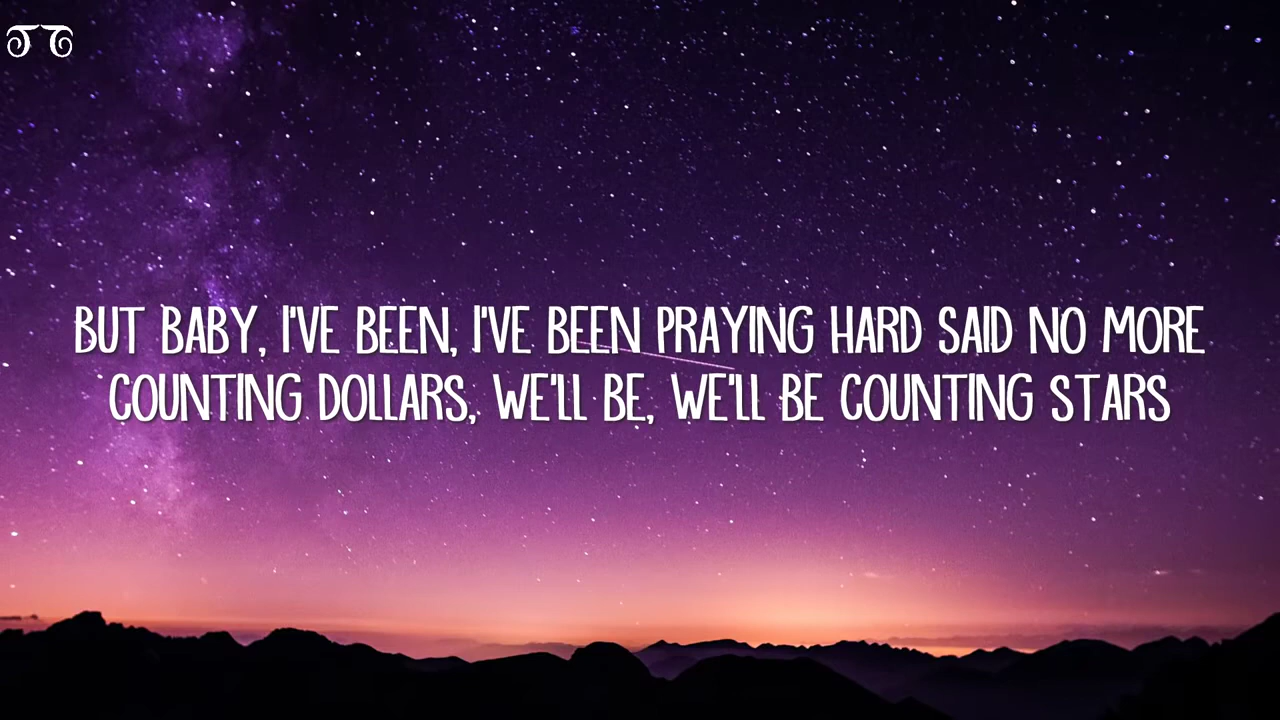 BUT BABY, I'VE BEEN, I'VE BEEN PRAYING HARD SAID NO MORE
COUNTING DOLLARS, WE'LL BE, WE'LL BE COUNTING STARS